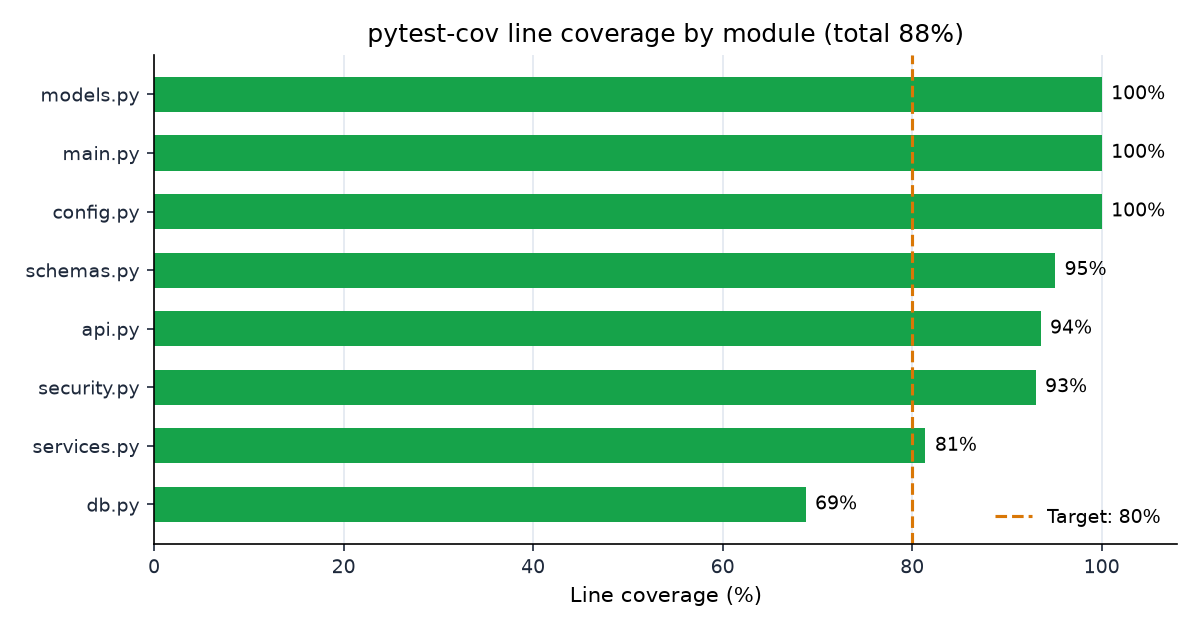 pytest-cov line coverage by module (total 88%)
models.py 100%
main.py 100%
config.py 100%
schemas.py 95%
api.py 94%
security.py 93%
services.py 81%
db.py 69%
Target: 80%
0 20 40 60 80 100
Line coverage (%)